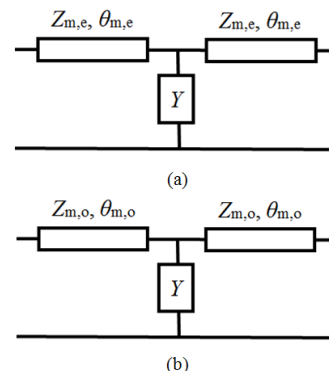 Zm,e, θm,e Zm,e, θm,e
Y
(a)
Zm,o, θm,o Zm,o, θm,o
Y
(b)